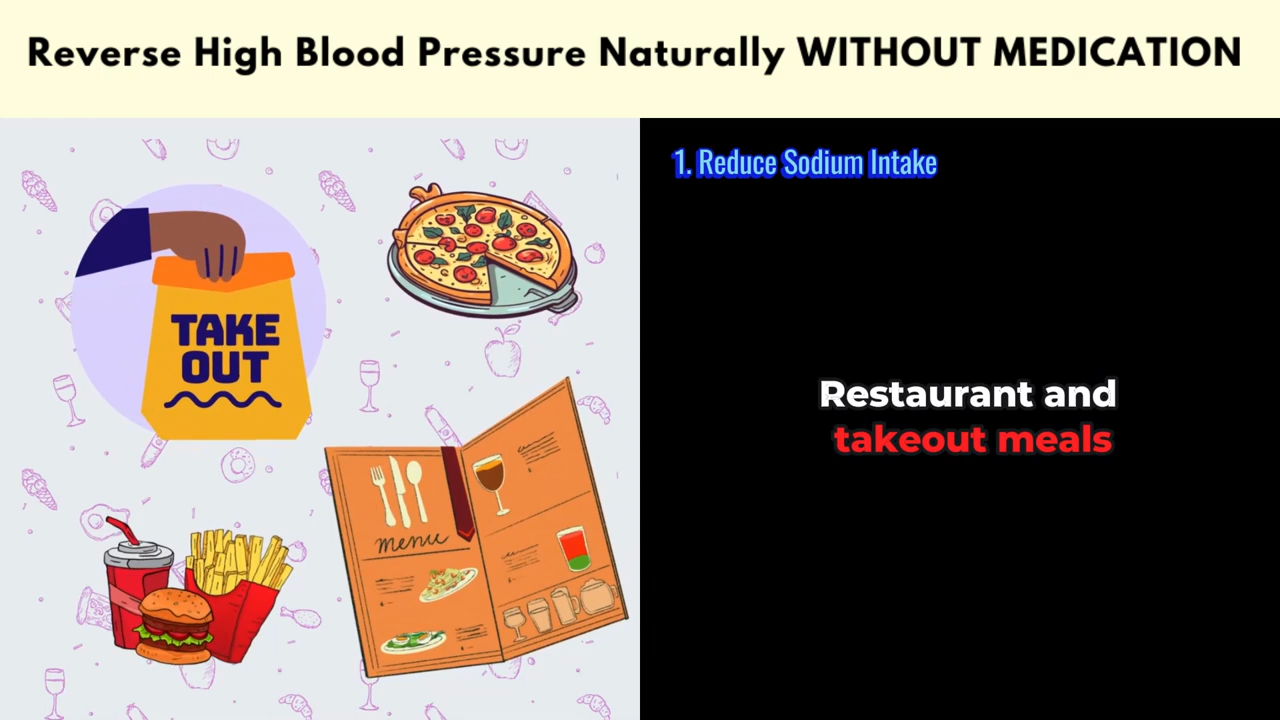 Reverse High Blood Pressure Naturally WITHOUT MEDICATION
TAKE
OUT
menu
1. Reduce Sodium Intake
Restaurant and
takeout meals